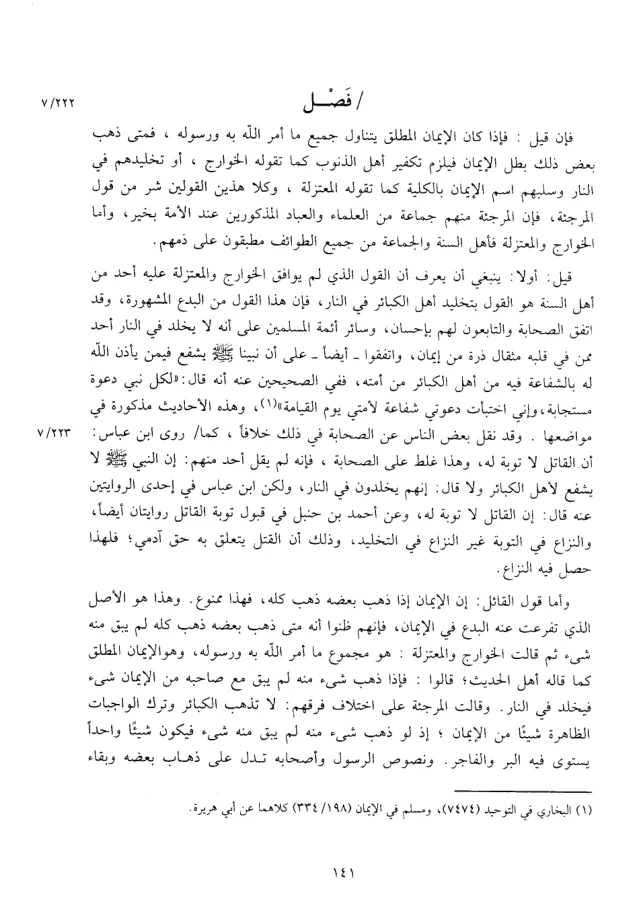 / فَصْـــل
٧/٢٢٢
فإن قيل : فإذا كان الإيمان المطلق يتناول جميع ما أمر اللّه به ورسوله ، فمتى ذهب
بعض ذلك بطل الإيمان فيلزم تكفير أهل الذنوب كما تقوله الخوارج ، أو تخليدهم في
النار وسلبهم اسم الإيمان بالكلية كما تقوله المعتزلة ، وكلا هذين القولين شر من قول
المرجئة، فإن المرجئة منهم جماعة من العلماء والعباد المذكورين عند الأمة بخير، وأما
الخوارج والمعتزلة فأهل السنة والجماعة من جميع الطوائف مطبقون على ذمهم.
قيل: أولا: ينبغي أن يعرف أن القول الذي لم يوافق الخوارج والمعتزلة عليه أحد من
أهل السنة هو القول بتخليد أهل الكبائر في النار، فإن هذا القول من البدع المشهورة، وقد
اتفق الصحابة والتابعون لهم بإحسان، وسائر أئمة المسلمين على أنه لا يخلد في النار أحد
ممن في قلبه مثقال ذرة من إيمان، واتفقوا ـ أيضاً ـ على أن نبينا ﷺ يشفع فيمن يأذن اللّه
له بالشفاعة فيه من أهل الكبائر من أمته، ففي الصحيحين عنه أنه قال: «لكل نبي دعوة
مستجابة، وإني اختبأت دعوتي شفاعة لأمتي يوم القيامة»(١)، وهذه الأحاديث مذكورة في
مواضعها . وقد نقل بعض الناس عن الصحابة في ذلك خلافاً ، كما/ روى ابن عباس:
٧/٢٢٣
أن القاتل لا توبة له، وهذا غلط على الصحابة ، فإنه لم يقل أحد منهم: إن النبي ﷺ لا
يشفع لأهل الكبائر ولا قال: إنهم يخلدون في النار، ولكن ابن عباس في إحدى الروايتين
عنه قال: إن القاتل لا توبة له، وعن أحمد بن حنبل في قبول توبة القاتل روايتان أيضاً،
والنزاع في التوبة غير النزاع في التخليد، وذلك أن القتل يتعلق به حق آدمي؛ فلهذا
حصل فيه النزاع.
وأما قول القائل: إن الإيمان إذا ذهب بعضه ذهب كله، فهذا ممنوع. وهذا هو الأصل
الذي تفرعت عنه البدع في الإيمان، فإنهم ظنوا أنه متى ذهب بعضه ذهب كله لم يبق منه
شىء ثم قالت الخوارج والمعتزلة : هو مجموع ما أمر اللّه به ورسوله، وهوالإيمان المطلق
كما قاله أهل الحديث؛ قالوا : فإذا ذهب شىء منه لم يبق مع صاحبه من الإيمان شىء
فيخلد في النار. وقالت المرجئة على اختلاف فرقهم: لا تذهب الكبائر وترك الواجبات
الظاهرة شيئًا من الإيمان ؛ إذ لو ذهب شىء منه لم يبق منه شىء فيكون شيئًا واحداً
يستوى فيه البر والفاجر. ونصوص الرسول وأصحابه تـدل على ذهـاب بعضه وبقاء
(١) البخاري في التوحيد (٧٤٧٤)، ومسلم في الإيمان (١٩٨/ ٣٣٤) كلاهما عن أبي هريرة.
١٤١